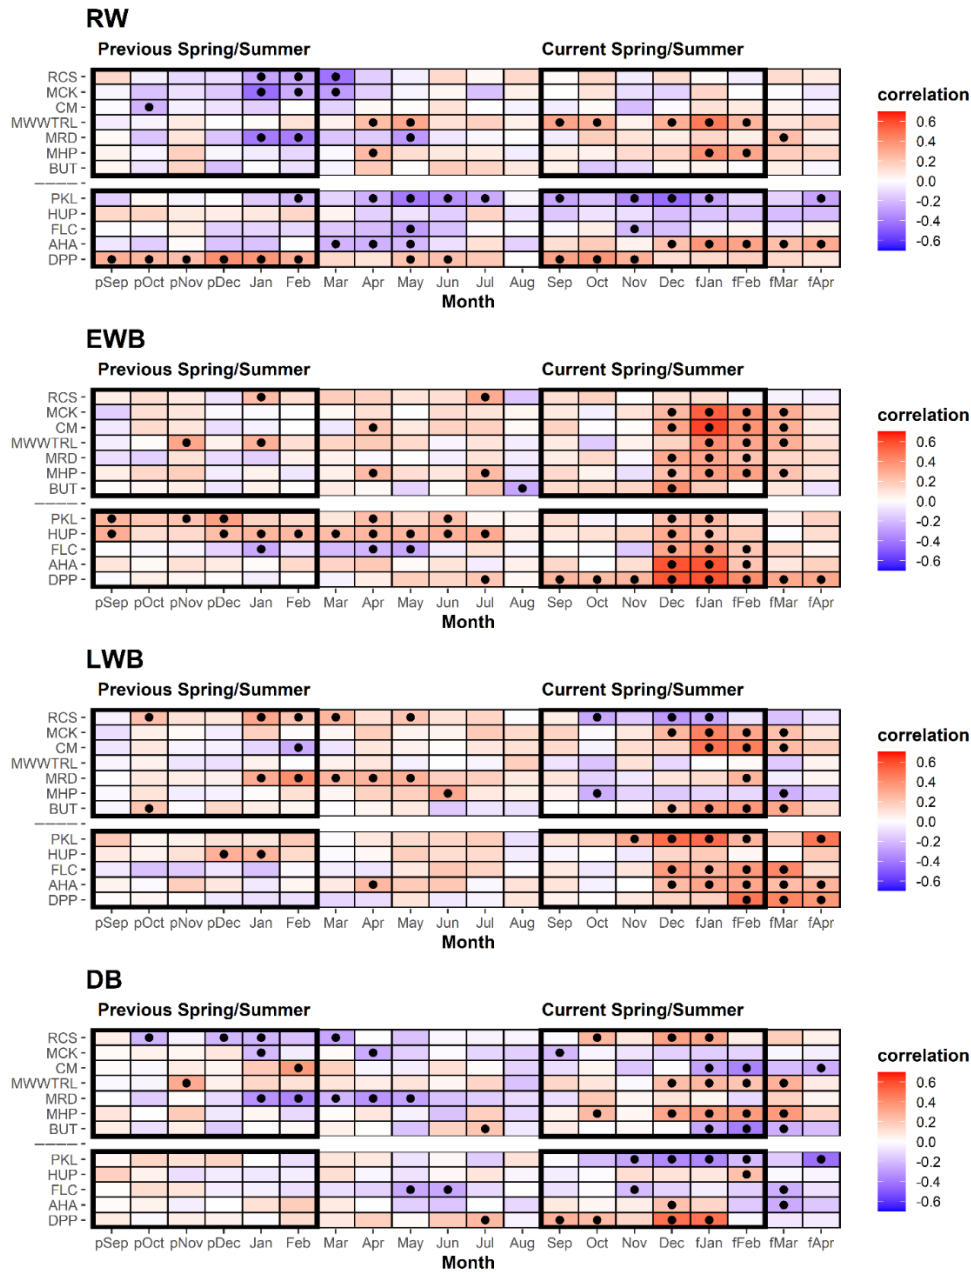 RW
Previous Spring/Summer Current Spring/Summer
RCS
MCK
CM
MWWTRL
MRD
MHP
BUT
PKL
HUP
FLC
AHA
DPP
pSep pOct pNov pDec Jan Feb Mar Apr May Jun Jul Aug Sep Oct Nov Dec fJan fFeb fMar fApr
Month
correlation
0.6
0.4
0.2
0.0
-0.2
-0.4
-0.6
EWB
Previous Spring/Summer Current Spring/Summer
RCS
MCK
CM
MWWTRL
MRD
MHP
BUT
PKL
HUP
FLC
AHA
DPP
pSep pOct pNov pDec Jan Feb Mar Apr May Jun Jul Aug Sep Oct Nov Dec fJan fFeb fMar fApr
Month
correlation
0.6
0.4
0.2
0.0
-0.2
-0.4
-0.6
LWB
Previous Spring/Summer Current Spring/Summer
RCS
MCK
CM
MWWTRL
MRD
MHP
BUT
PKL
HUP
FLC
AHA
DPP
pSep pOct pNov pDec Jan Feb Mar Apr May Jun Jul Aug Sep Oct Nov Dec fJan fFeb fMar fApr
Month
correlation
0.6
0.4
0.2
0.0
-0.2
-0.4
-0.6
DB
Previous Spring/Summer Current Spring/Summer
RCS
MCK
CM
MWWTRL
MRD
MHP
BUT
PKL
HUP
FLC
AHA
DPP
pSep pOct pNov pDec Jan Feb Mar Apr May Jun Jul Aug Sep Oct Nov Dec fJan fFeb fMar fApr
Month
correlation
0.6
0.4
0.2
0.0
-0.2
-0.4
-0.6